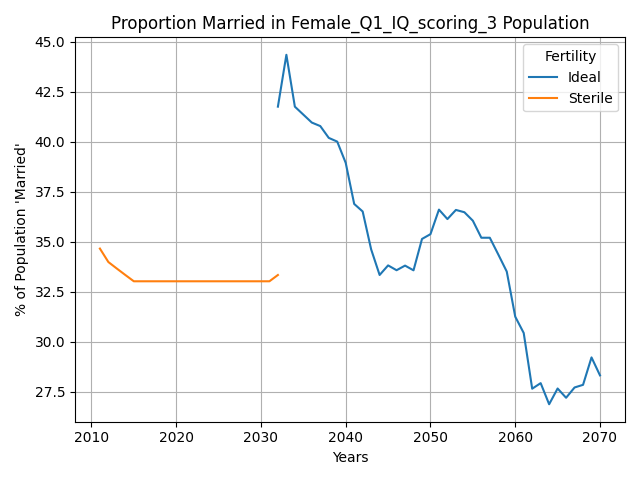 Proportion Married in Female_Q1_IQ_scoring_3 Population
% of Population 'Married'
45.0
42.5
40.0
37.5
35.0
32.5
30.0
27.5
Fertility
Ideal
Sterile
2010 2020 2030 2040 2050 2060 2070
Years